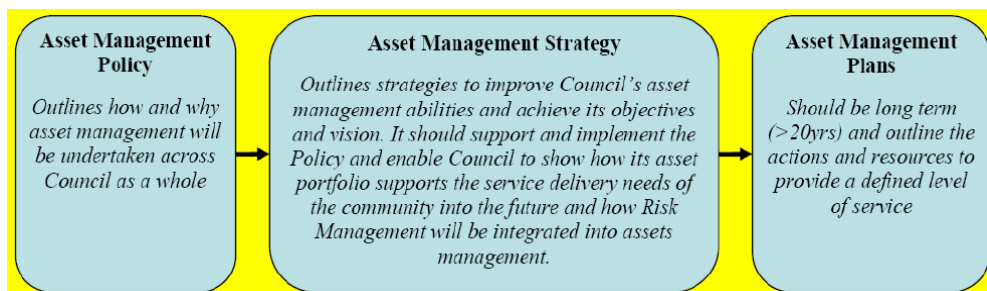 Asset Management
Policy
Outlines how and why
asset management will
be undertaken across
Council as a whole
Asset Management Strategy
Outlines strategies to improve Council's asset
management abilities and achieve its objectives
and vision. It should support and implement the
Policy and enable Council to show how its asset
portfolio supports the service delivery needs of
the community into the future and how Risk
Management will be integrated into assets
management.
Asset Management
Plans
Should be long term
(>20yrs) and outline the
actions and resources to
provide a defined level
of service